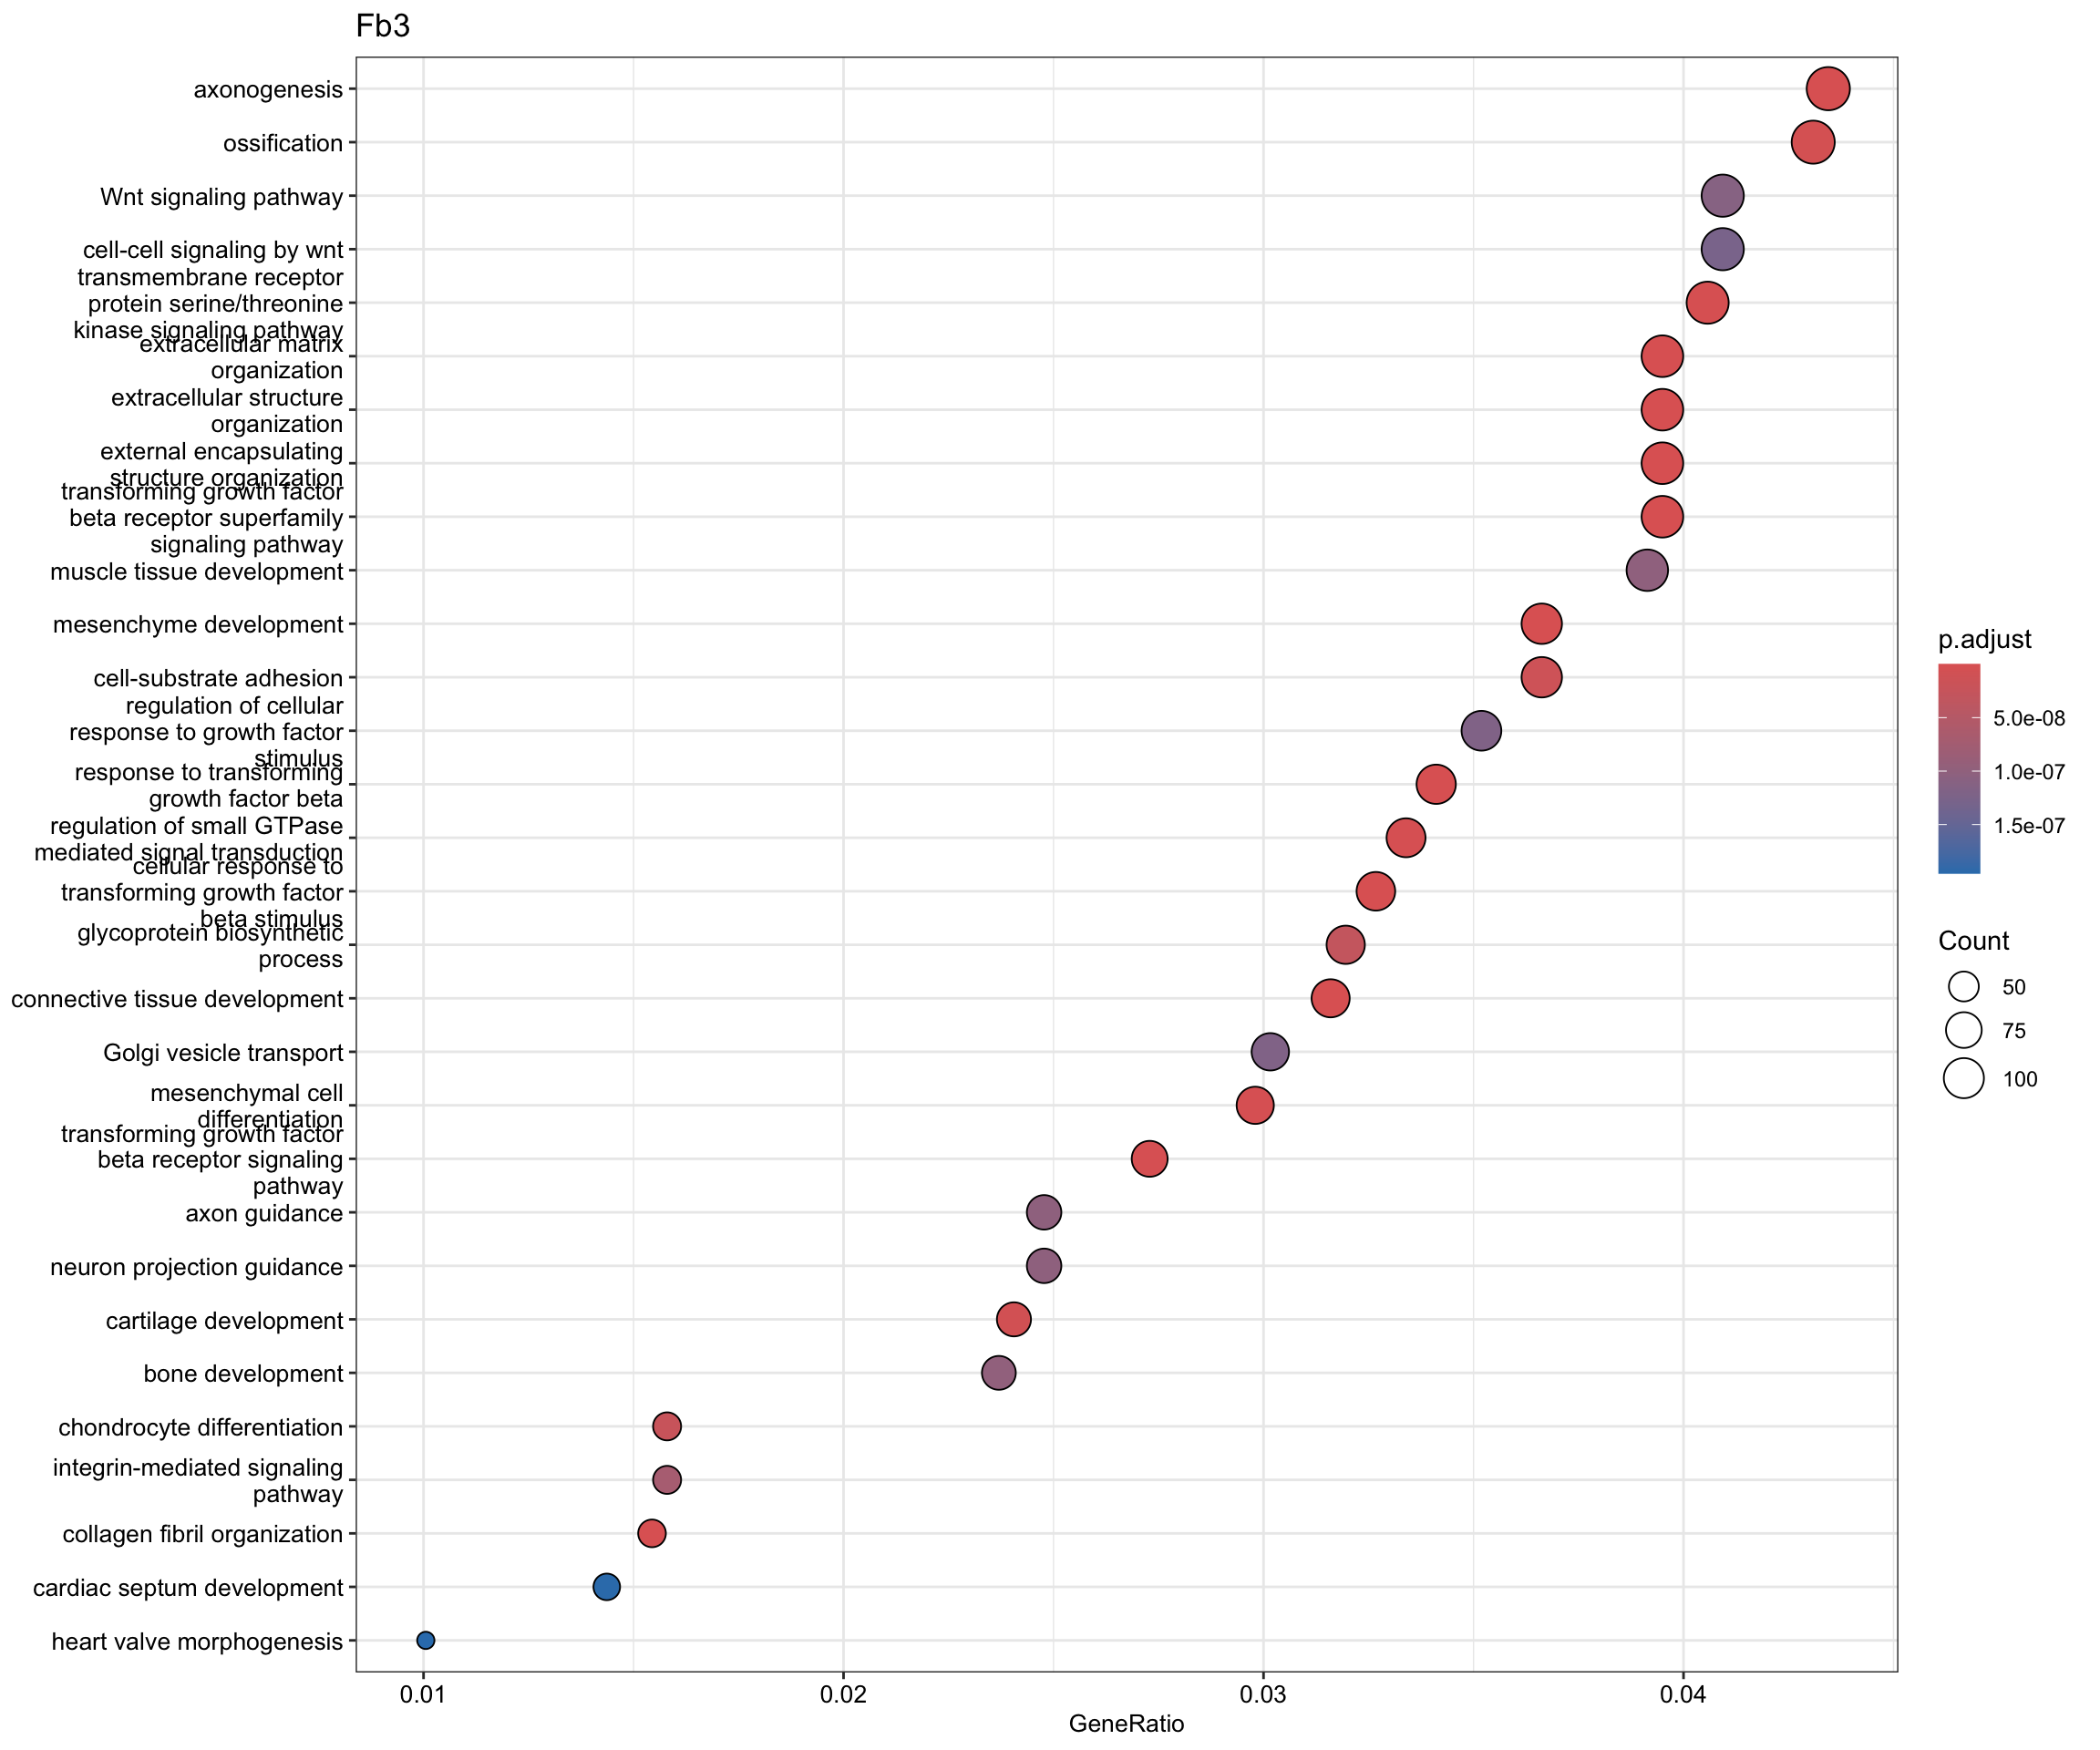 Fb3
axonogenesis
ossification
Wnt signaling pathway
cell-cell signaling by wnt
transmembrane receptor
protein serine/threonine
kinase signaling pathway
extracellular matrix
organization
extracellular structure
organization
external encapsulating
structure organization
transforming growth factor
beta receptor superfamily
signaling pathway
muscle tissue development
mesenchyme development
cell-substrate adhesion
regulation of cellular
response to growth factor
stimulus
response to transforming
growth factor beta
regulation of small GTPase
mediated signal transduction
cellular response to
transforming growth factor
beta stimulus
glycoprotein biosynthetic
process
connective tissue development
Golgi vesicle transport
mesenchymal cell
differentiation
transforming growth factor
beta receptor signaling
pathway
axon guidance
neuron projection guidance
cartilage development
bone development
chondrocyte differentiation
integrin-mediated signaling
pathway
collagen fibril organization
cardiac septum development
heart valve morphogenesis
0.01
0.02
0.03
0.04
GeneRatio
p.adjust
5.0e-08
1.0e-07
1.5e-07
Count
50
75
100